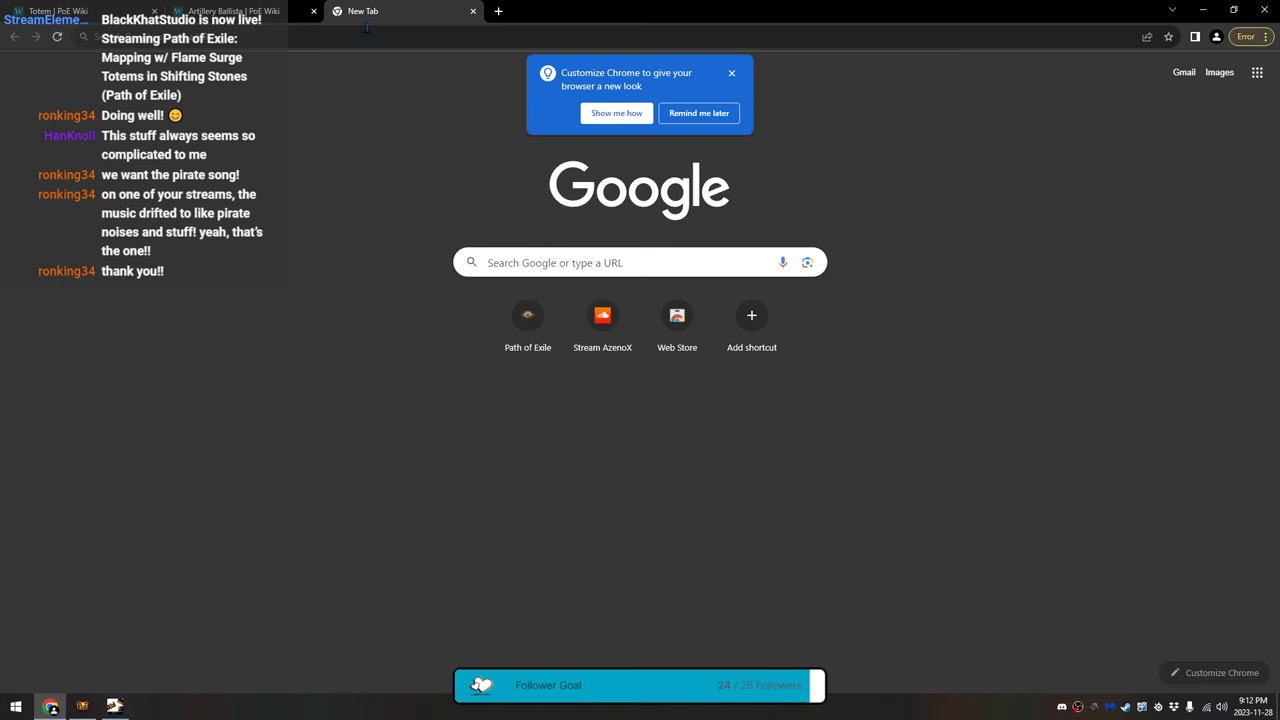 Totem | PoE Wiki
Artillery Ballista | PoE Wiki
New Tab
Error
StreamEleme... BlackKhatStudio is now live!
Streaming Path of Exile:
Mapping w/ Flame Surge
Totems in Shifting Stones
(Path of Exile)
ronking34 Doing well! 😊
HanKnoll This stuff always seems so
complicated to me
ronking34 we want the pirate song!
ronking34 on one of your streams, the
music drifted to like pirate
noises and stuff! yeah, that's
the one!!
ronking34 thank you!!
Customize Chrome to give your
browser a new look
Show me how
Remind me later
Gmail
Images
Google
Search Google or type a URL
Path of Exile
Stream AzenoX
Web Store
Add shortcut
Customize Chrome
Follower Goal
24 / 25 Followers
9:12 PM
2023-11-28